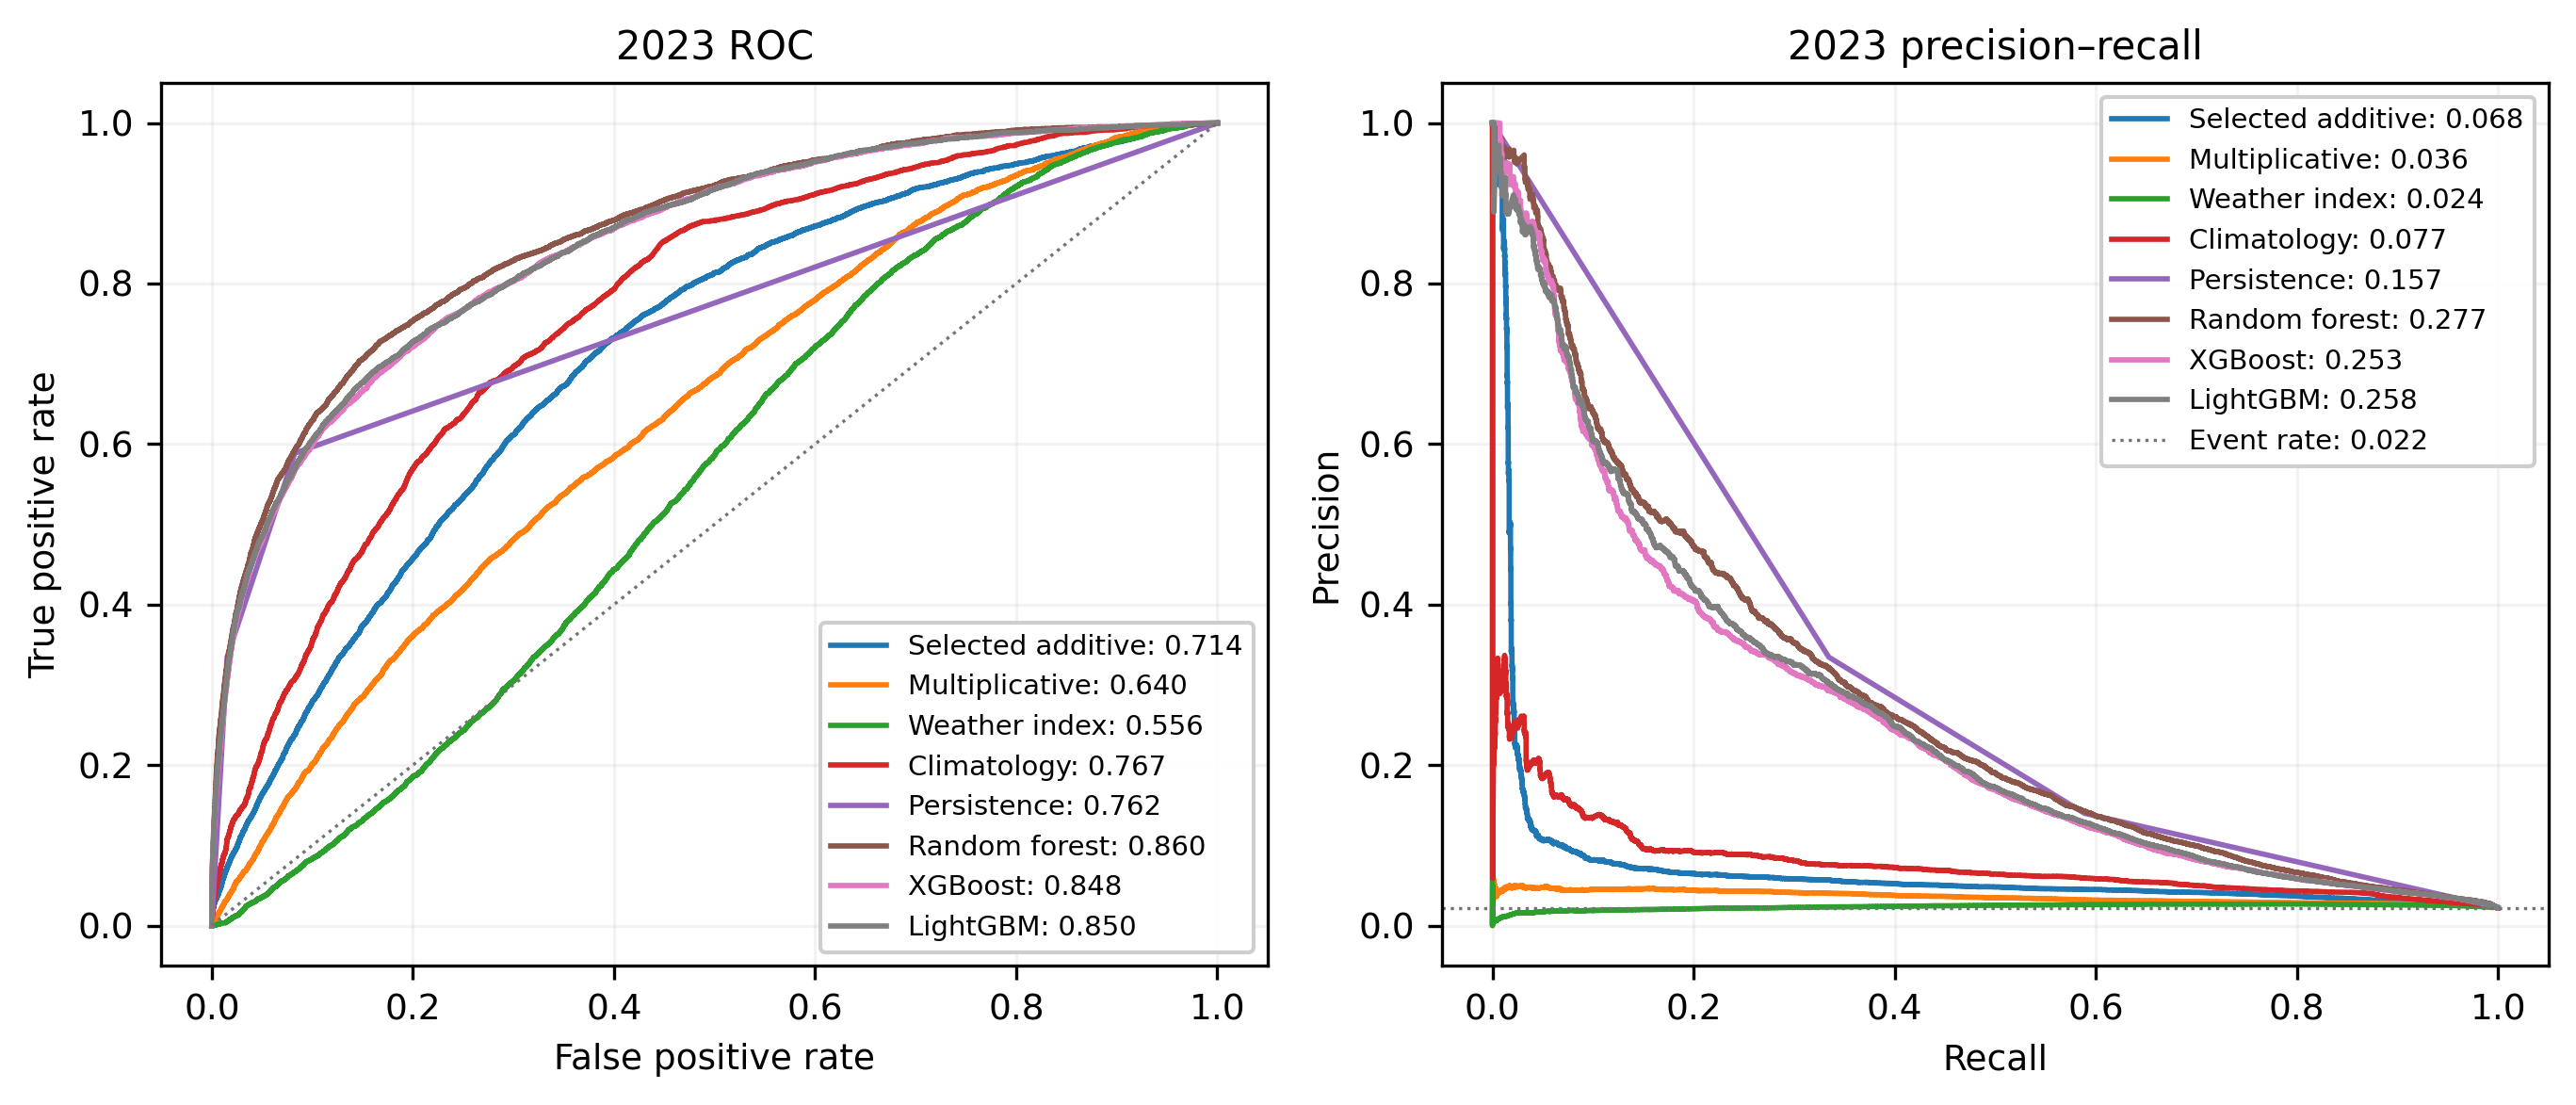 2023 ROC
True positive rate
1.0
0.8
0.6
0.4
0.2
0.0
0.0 0.2 0.4 0.6 0.8 1.0
False positive rate
Selected additive: 0.714
Multiplicative: 0.640
Weather index: 0.556
Climatology: 0.767
Persistence: 0.762
Random forest: 0.860
XGBoost: 0.848
LightGBM: 0.850
2023 precision–recall
Precision
1.0
0.8
0.6
0.4
0.2
0.0
0.0 0.2 0.4 0.6 0.8 1.0
Recall
Selected additive: 0.068
Multiplicative: 0.036
Weather index: 0.024
Climatology: 0.077
Persistence: 0.157
Random forest: 0.277
XGBoost: 0.253
LightGBM: 0.258
Event rate: 0.022